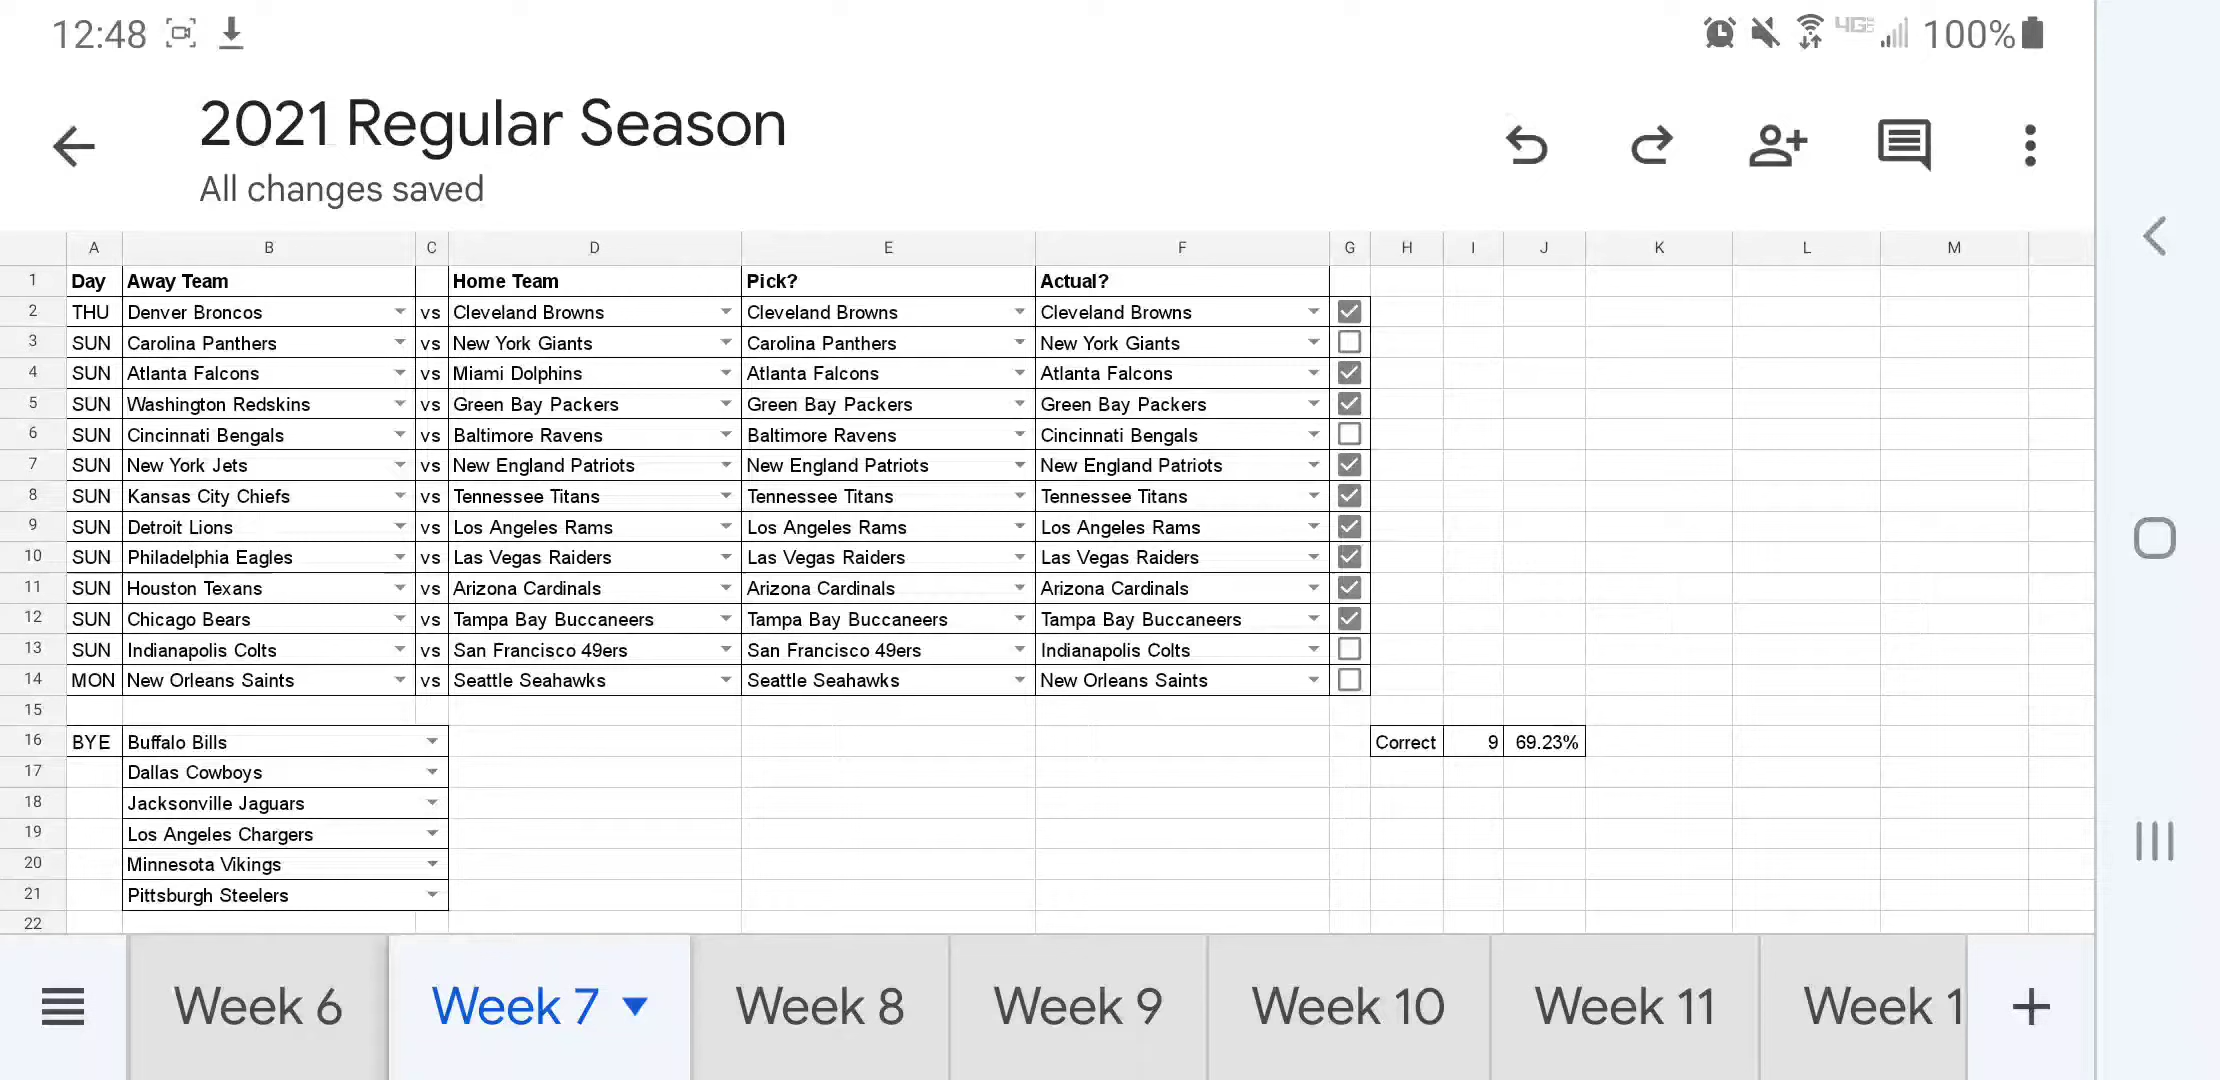 12:48 4GE 100%
2021 Regular Season
All changes saved
A B C D E F G H I J K L M
1 Day Away Team Home Team Pick? Actual?
2 THU Denver Broncos vs Cleveland Browns Cleveland Browns Cleveland Browns
3 SUN Carolina Panthers vs New York Giants Carolina Panthers New York Giants
4 SUN Atlanta Falcons vs Miami Dolphins Atlanta Falcons Atlanta Falcons
5 SUN Washington Redskins vs Green Bay Packers Green Bay Packers Green Bay Packers
6 SUN Cincinnati Bengals vs Baltimore Ravens Baltimore Ravens Cincinnati Bengals
7 SUN New York Jets vs New England Patriots New England Patriots New England Patriots
8 SUN Kansas City Chiefs vs Tennessee Titans Tennessee Titans Tennessee Titans
9 SUN Detroit Lions vs Los Angeles Rams Los Angeles Rams Los Angeles Rams
10 SUN Philadelphia Eagles vs Las Vegas Raiders Las Vegas Raiders Las Vegas Raiders
11 SUN Houston Texans vs Arizona Cardinals Arizona Cardinals Arizona Cardinals
12 SUN Chicago Bears vs Tampa Bay Buccaneers Tampa Bay Buccaneers Tampa Bay Buccaneers
13 SUN Indianapolis Colts vs San Francisco 49ers San Francisco 49ers Indianapolis Colts
14 MON New Orleans Saints vs Seattle Seahawks Seattle Seahawks New Orleans Saints
15
16 BYE Buffalo Bills Correct 9 69.23%
17 Dallas Cowboys
18 Jacksonville Jaguars
19 Los Angeles Chargers
20 Minnesota Vikings
21 Pittsburgh Steelers
22
Week 6 Week 7 Week 8 Week 9 Week 10 Week 11 Week 1